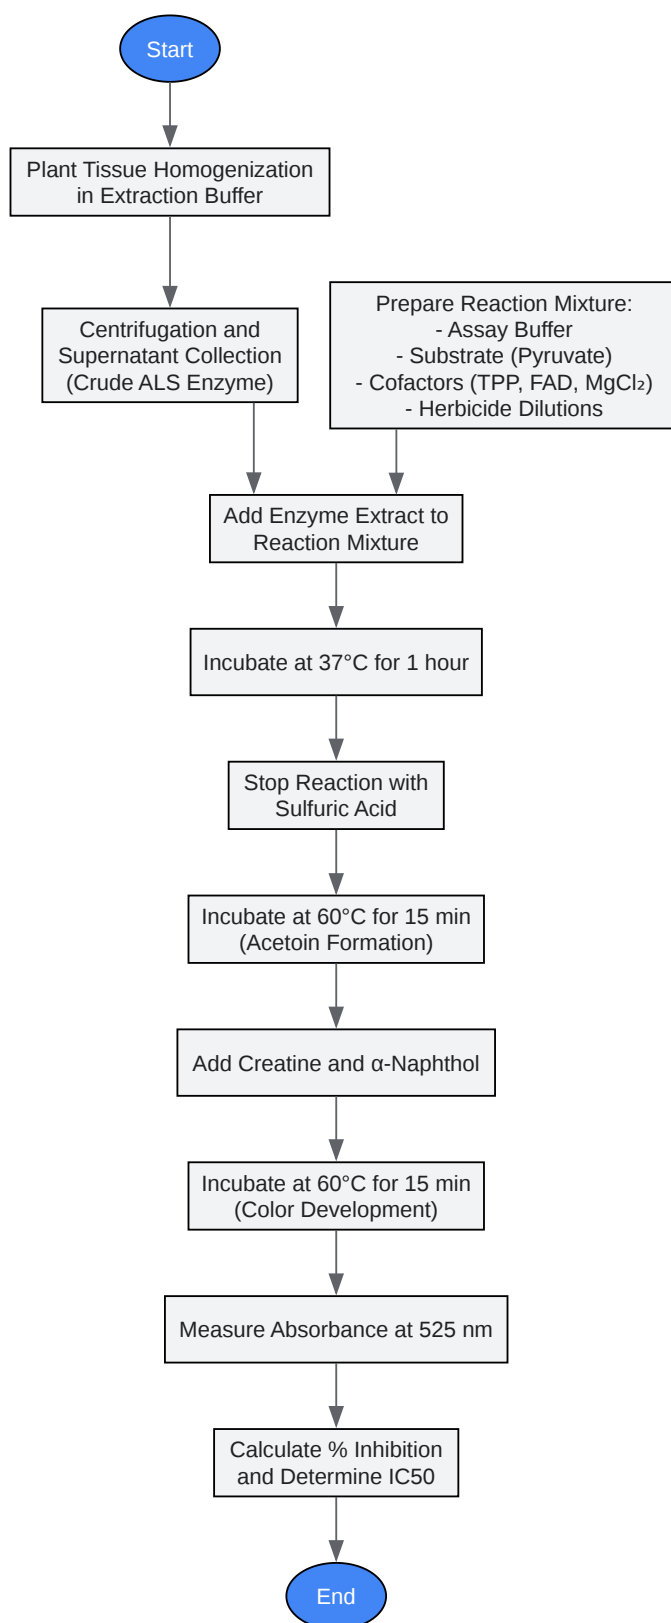 Start
Plant Tissue Homogenization
in Extraction Buffer
Centrifugation and
Supernatant Collection
(Crude ALS Enzyme)
Prepare Reaction Mixture:
- Assay Buffer
- Substrate (Pyruvate)
- Cofactors (TPP, FAD, MgCl₂)
- Herbicide Dilutions
Add Enzyme Extract to
Reaction Mixture
Incubate at 37°C for 1 hour
Stop Reaction with
Sulfuric Acid
Incubate at 60°C for 15 min
(Acetoin Formation)
Add Creatine and α-Naphthol
Incubate at 60°C for 15 min
(Color Development)
Measure Absorbance at 525 nm
Calculate % Inhibition
and Determine IC50
End